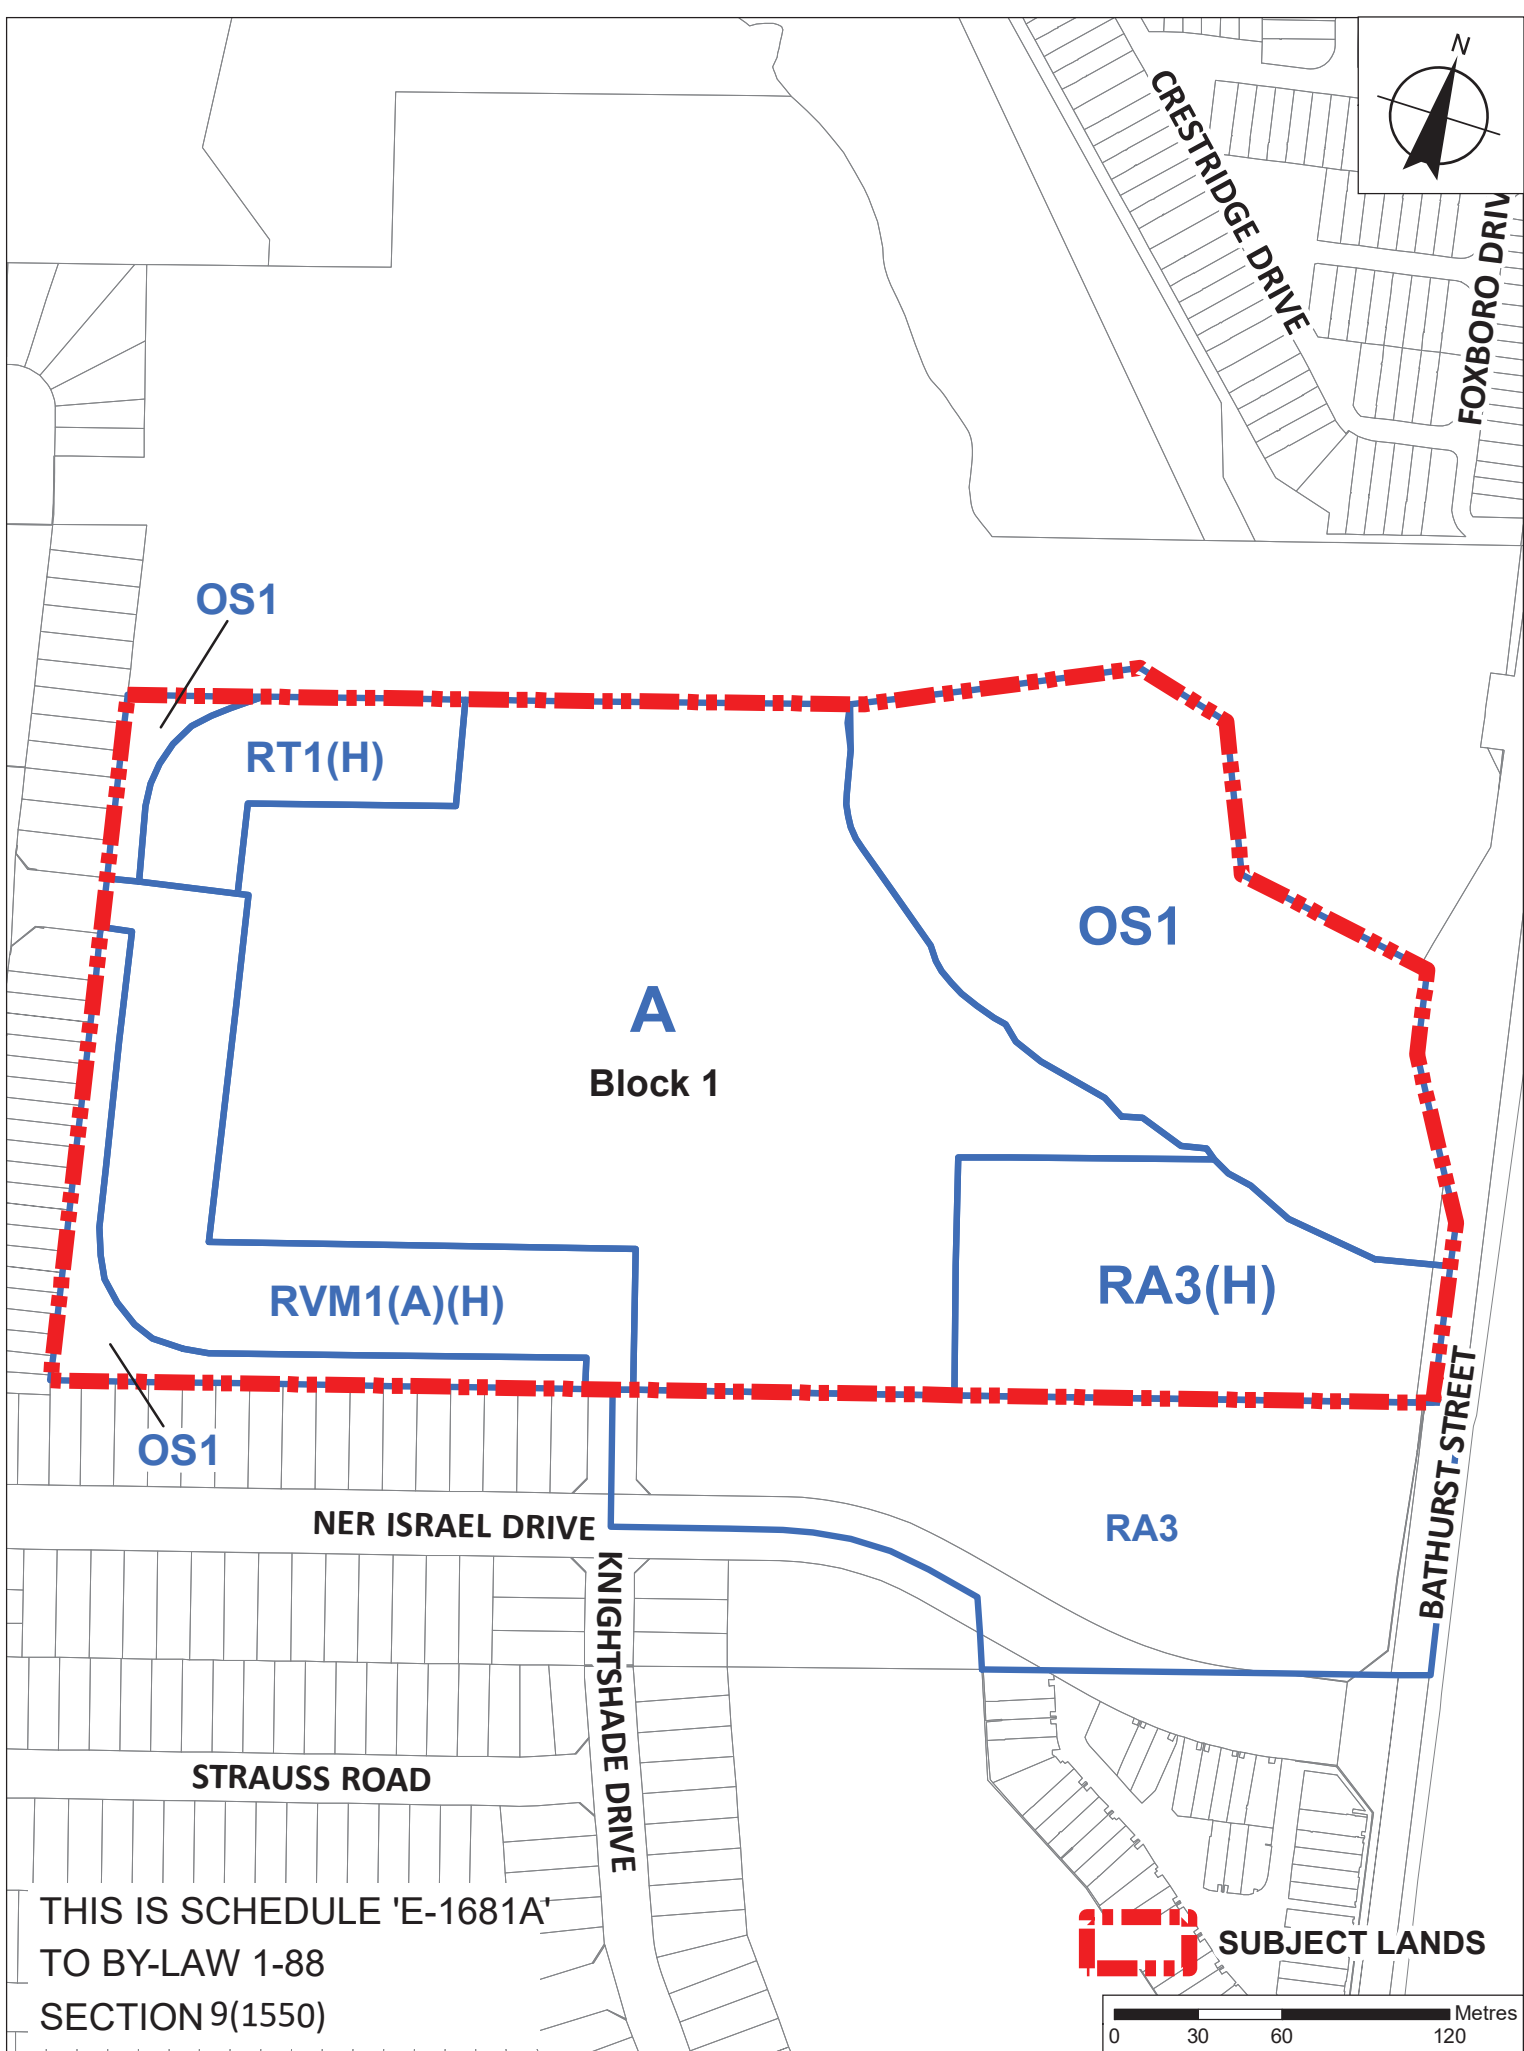 N
CRESTRIDGE DRIVE
FOXBORO DRIV
OS1
RT1(H)
OS1
A
Block 1
RA3(H)
RVM1(A)(H)
OS1
NER ISRAEL DRIVE
RA3
BATHURST STREET
KNIGHTSHADE DRIVE
STRAUSS ROAD
THIS IS SCHEDULE 'E-1681A'
TO BY-LAW 1-88
SECTION 9(1550)
SUBJECT LANDS
Metres
0 30 60 120